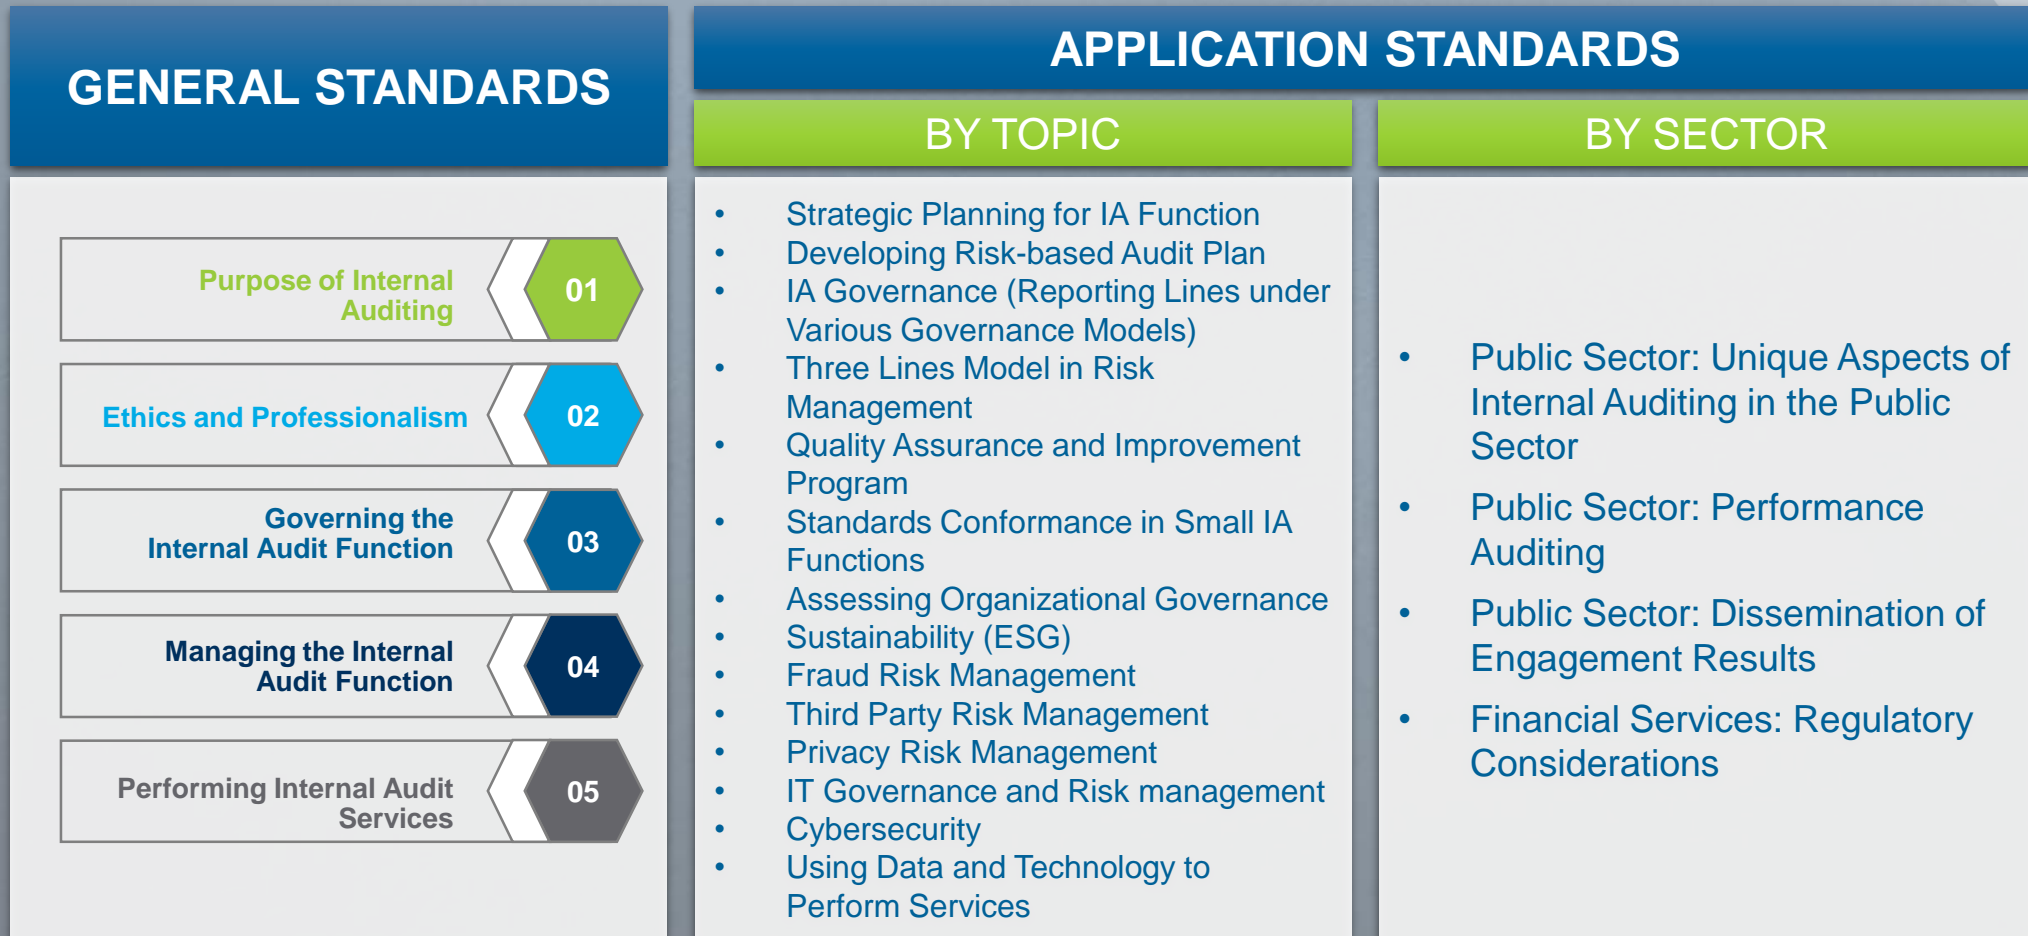 GENERAL STANDARDS
Purpose of Internal
Auditing
01
Ethics and Professionalism
02
Governing the
Internal Audit Function
03
Managing the Internal
Audit Function
04
Performing Internal Audit
Services
05
APPLICATION STANDARDS
BY TOPIC
• Strategic Planning for IA Function
• Developing Risk-based Audit Plan
• IA Governance (Reporting Lines under
Various Governance Models)
• Three Lines Model in Risk
Management
• Quality Assurance and Improvement
Program
• Standards Conformance in Small IA
Functions
• Assessing Organizational Governance
• Sustainability (ESG)
• Fraud Risk Management
• Third Party Risk Management
• Privacy Risk Management
• IT Governance and Risk management
• Cybersecurity
• Using Data and Technology to
Perform Services
BY SECTOR
• Public Sector: Unique Aspects of
Internal Auditing in the Public
Sector
• Public Sector: Performance
Auditing
• Public Sector: Dissemination of
Engagement Results
• Financial Services: Regulatory
Considerations